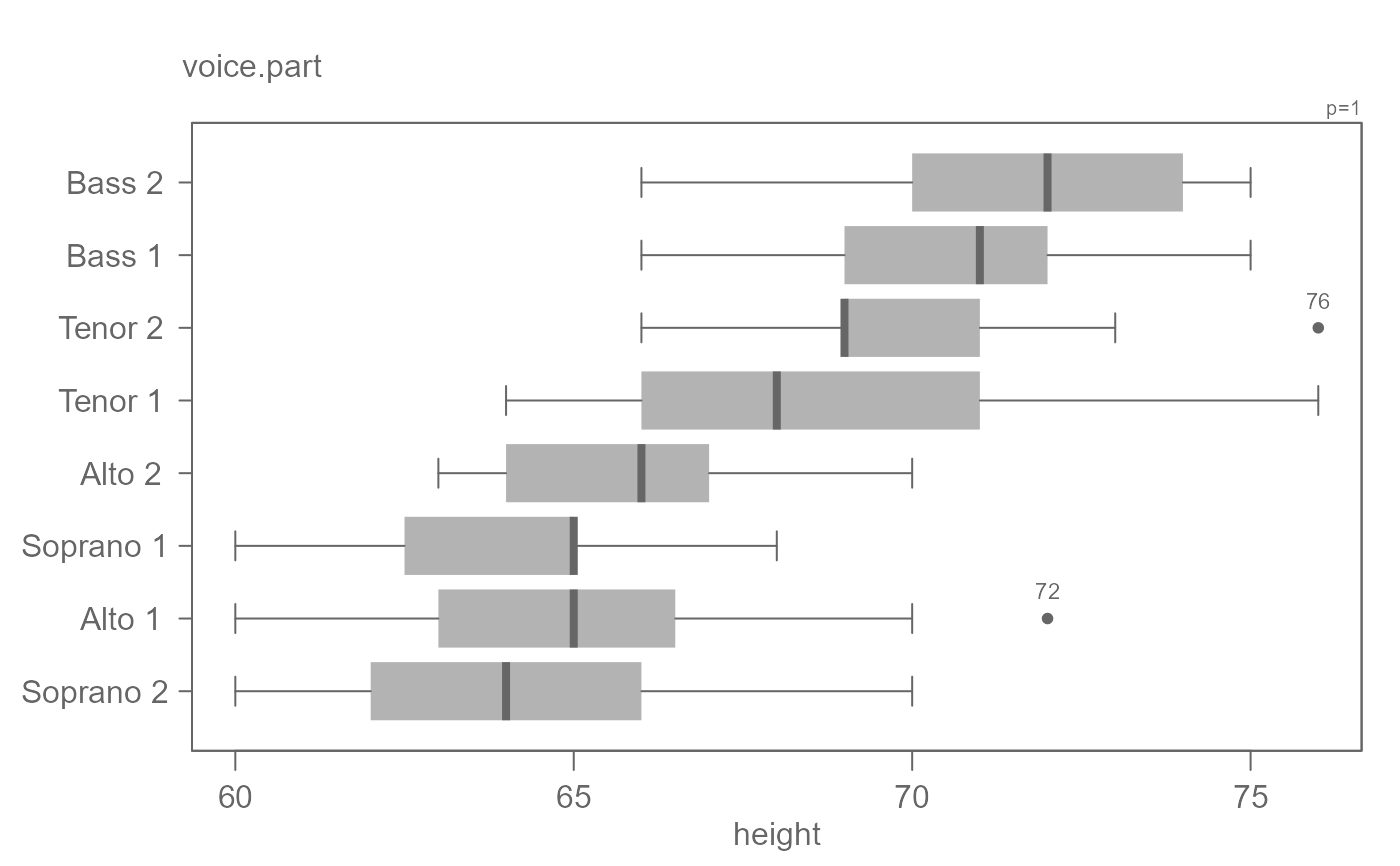 voice.part
p=1
Bass 2
Bass 1
76
Tenor 2
Tenor 1
Alto 2
Soprano 1
72
Alto 1
Soprano 2
60 65 70 75
height